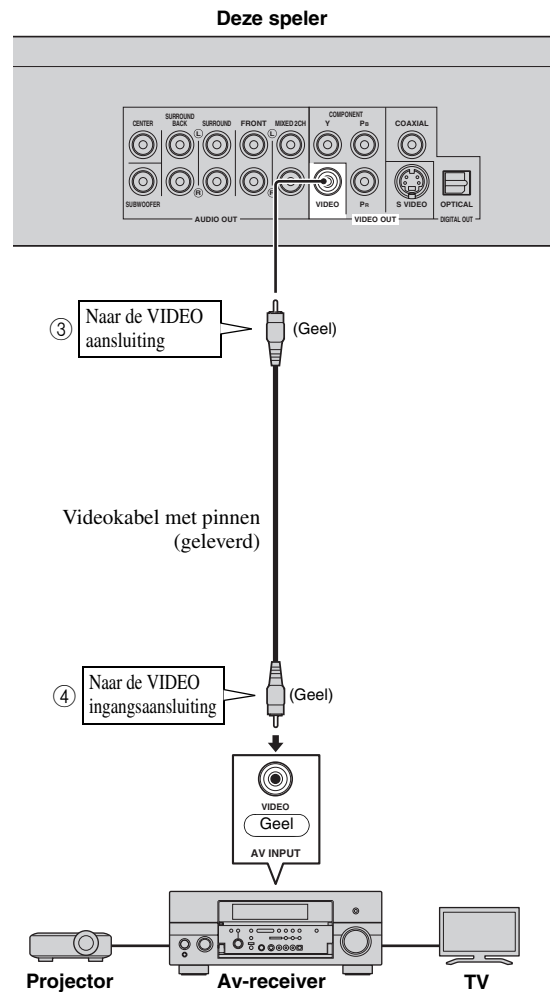 Deze speler
CENTER
SURROUND
BACK
SURROUND
FRONT
MIXED 2CH
COMPONENT
Y
PB
COAXIAL
L
L
R
R
SUBWOOFER
VIDEO
PR
S VIDEO
OPTICAL
AUDIO OUT
VIDEO OUT
DIGITAL OUT
③
Naar de VIDEO
aansluiting
(Geel)
Videokabel met pinnen
(geleverd)
④
Naar de VIDEO
ingangsaansluiting
(Geel)
VIDEO
Geel
AV INPUT
Projector
Av-receiver
TV